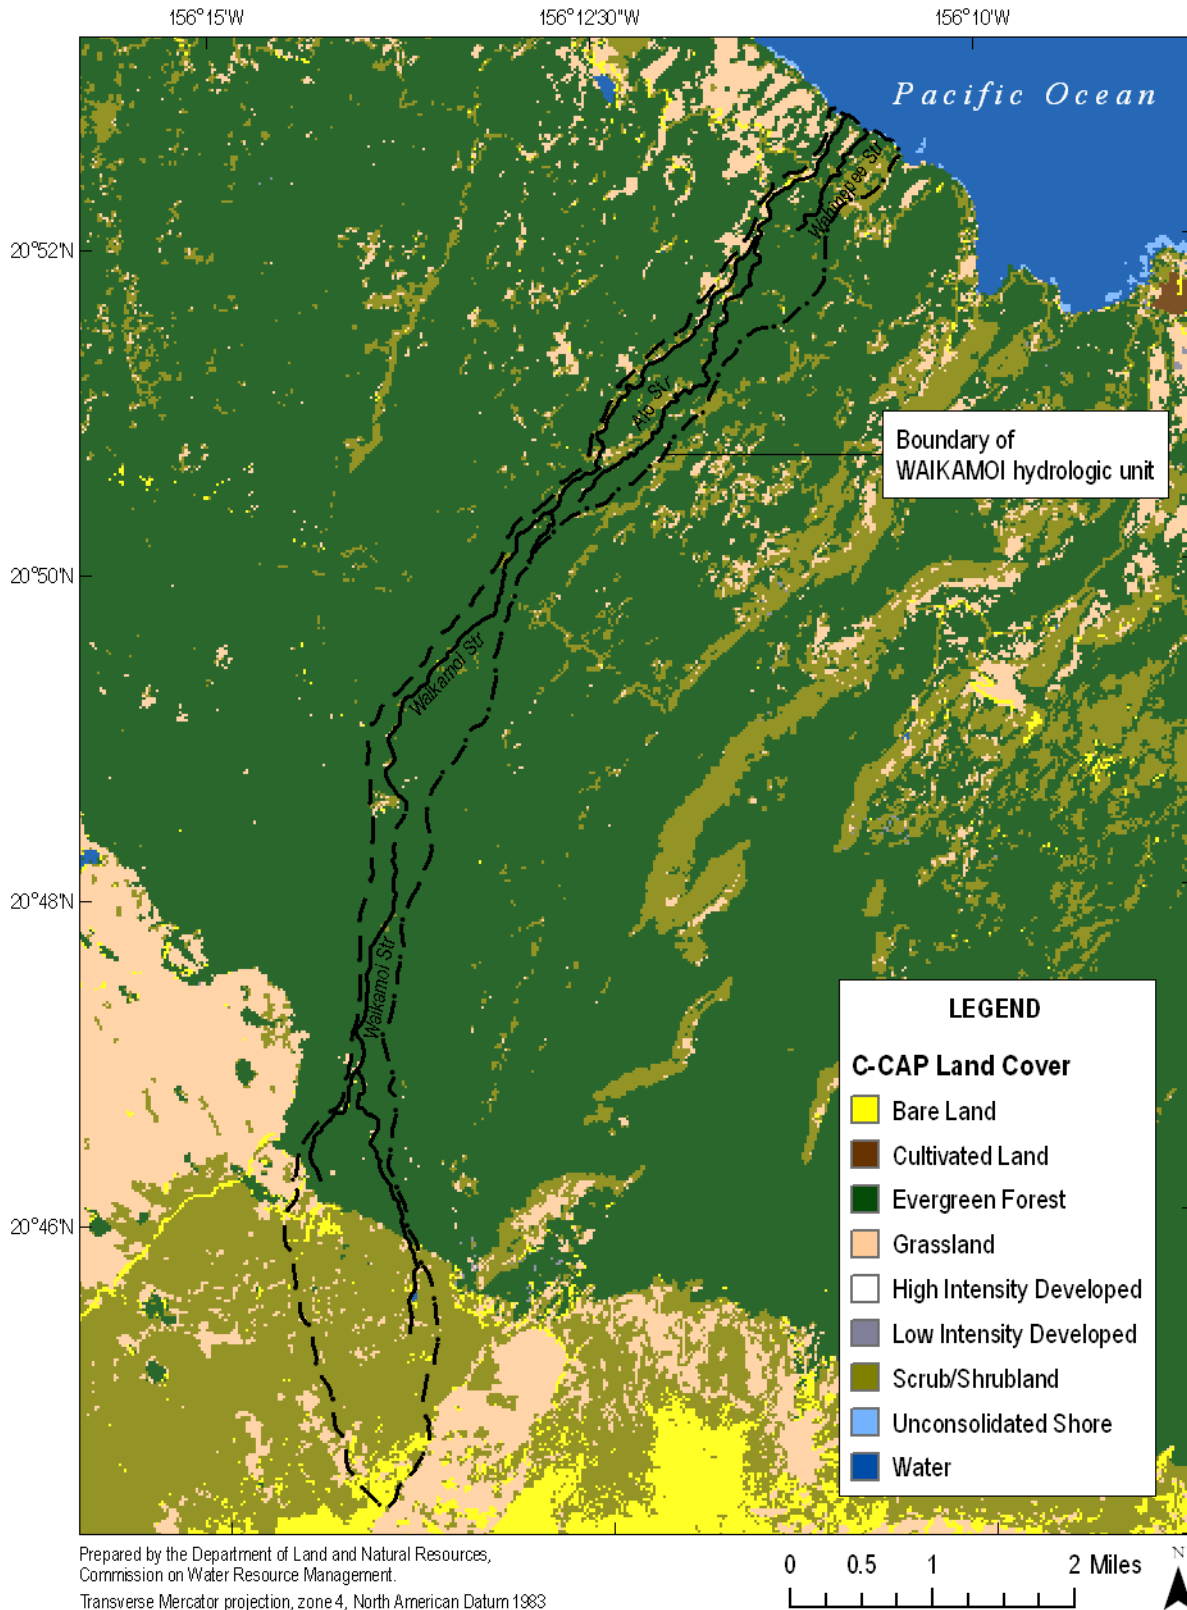 156°15'W
156°12'30"W
156°10'W
Pacific Ocean
Wahinepee Str
20°52'N
Alo Str
Boundary of
WAIKAMOI hydrologic unit
20°50'N
Waikamoi Str
20°48'N
Waikamoi Str
LEGEND
C-CAP Land Cover
Bare Land
Cultivated Land
Evergreen Forest
Grassland
High Intensity Developed
Low Intensity Developed
Scrub/Shrubland
Unconsolidated Shore
Water
20°46'N
Prepared by the Department of Land and Natural Resources,
Commission on Water Resource Management.
Transverse Mercator projection, zone 4, North American Datum 1983
0 0.5 1 2 Miles
N